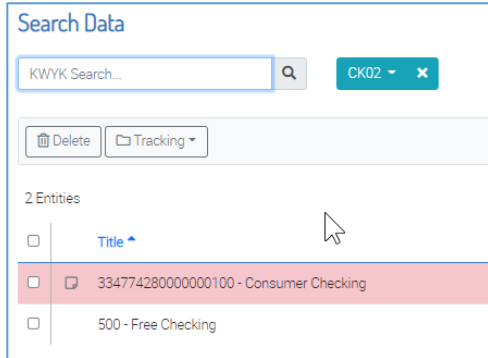 Search Data
KWYK Search... CK02
Delete Tracking
2 Entities
Title
334774280000000100 - Consumer Checking
500 - Free Checking